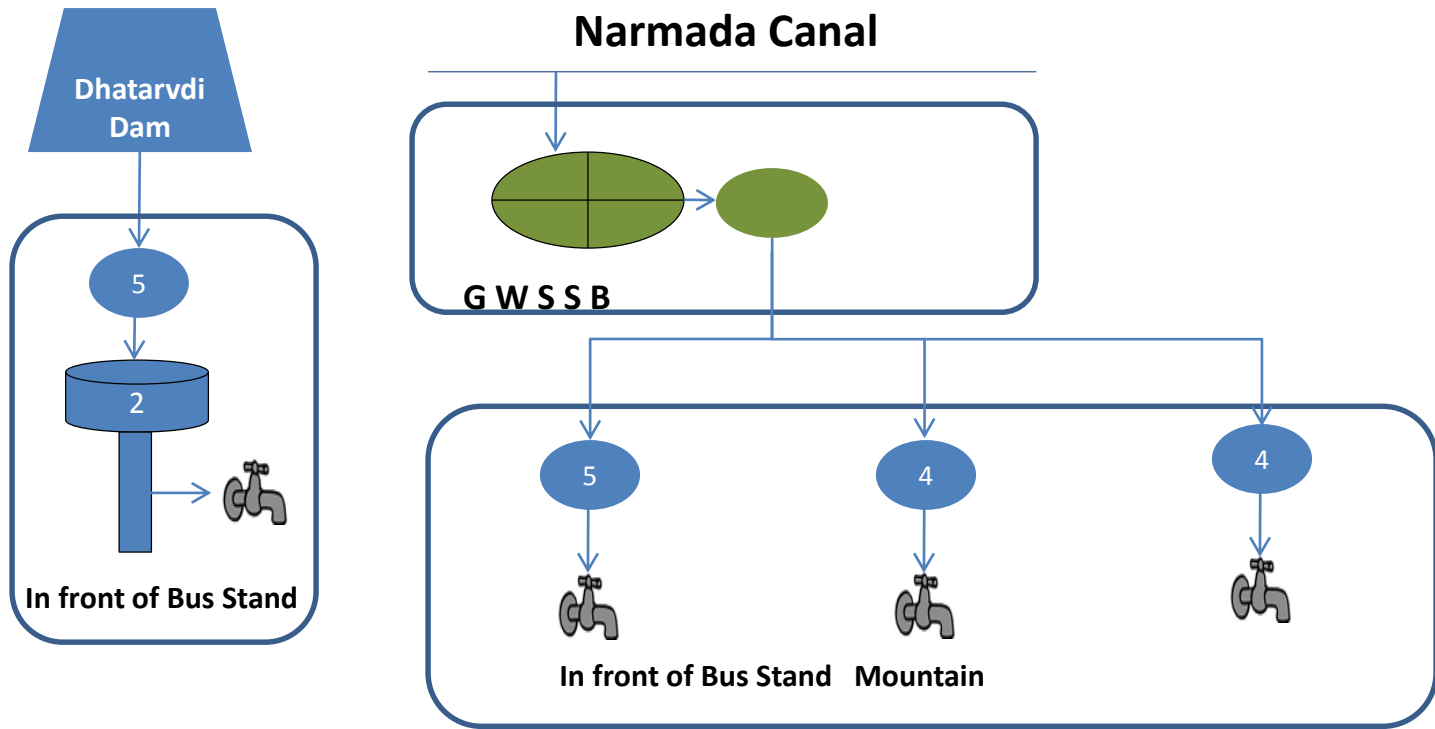 Narmada Canal
Dhatarvdi
Dam
5
2
In front of Bus Stand
G W S S B
5
4
4
In front of Bus Stand
Mountain